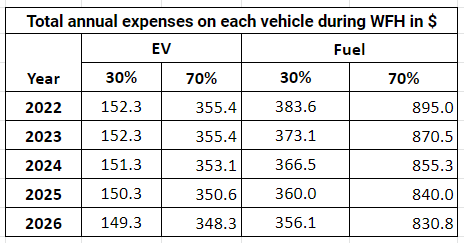 Total annual expenses on each vehicle during WFH in $
EV Fuel
Year 30% 70% 30% 70%
2022 152.3 355.4 383.6 895.0
2023 152.3 355.4 373.1 870.5
2024 151.3 353.1 366.5 855.3
2025 150.3 350.6 360.0 840.0
2026 149.3 348.3 356.1 830.8